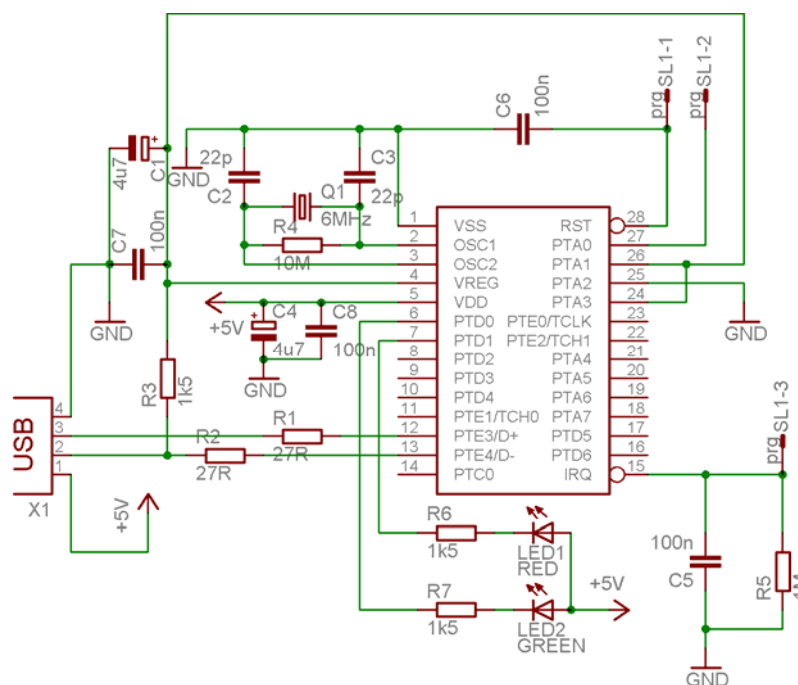 prg SL1-1
prg SL1-2
C6
100n
4u7
C1
+
GND
22p
C2
C3
22p
Q1
6MHz
R4
10M
C7
100n
GND
1 VSS RST 28
2 OSC1 PTA0 27
3 OSC2 PTA1 26
4 VREG PTA2 25
5 VDD PTA3 24
6 PTD0 PTE0/TCLK 23
7 PTD1 PTE2/TCH1 22
8 PTD2 PTA4 21
9 PTD3 PTA5 20
10 PTD4 PTA6 19
11 PTE1/TCH0 PTA7 18
12 PTE3/D+ PTD5 17
13 PTE4/D- PTD6 16
14 PTC0 IRQ 15
GND
+5V
+
C4
4u7
C8
100n
GND
R3
1k5
R1
27R
R2
27R
USB
4
3
2
1
X1
+5V
prg SL1-3
R6
1k5
LED1
RED
R7
1k5
LED2
GREEN
+5V
100n
C5
R5
1M
GND